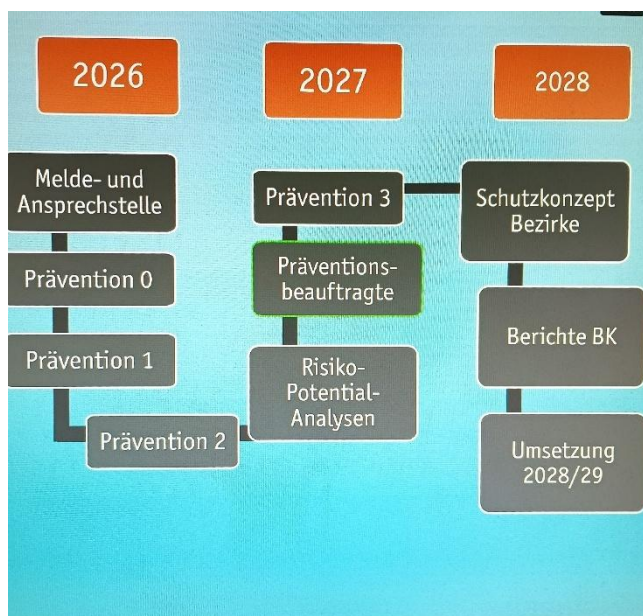 2026
Melde- und
Ansprechstelle
Prävention 0
Prävention 1
Prävention 2
2027
Prävention 3
Präventions-
beauftragte
Risiko-
Potential-
Analysen
2028
Schutzkonzept
Bezirke
Berichte BK
Umsetzung
2028/29